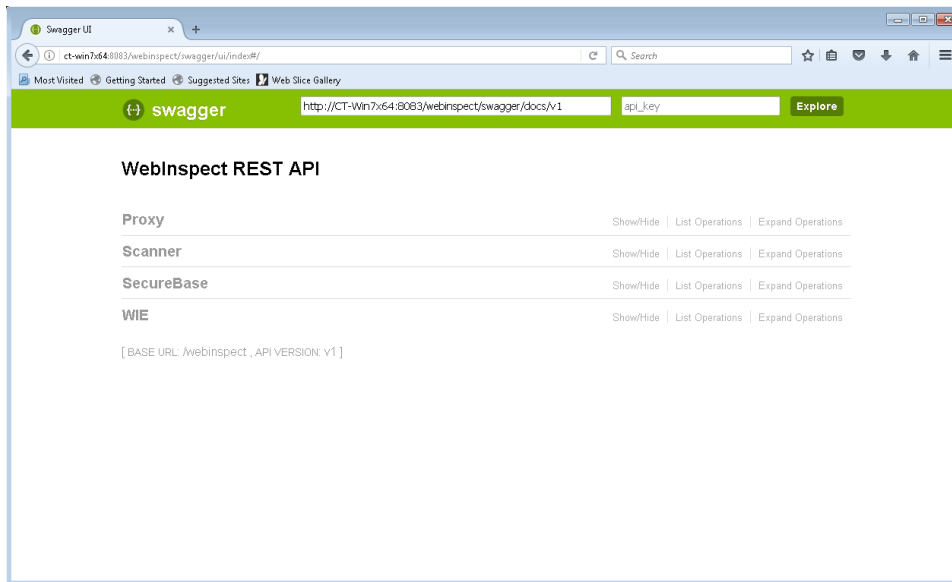 Swagger UI
ct-win7x64:8083/webinspect/swagger/ui/index#/
Search
Most Visited Getting Started Suggested Sites Web Slice Gallery
swagger http://CT-Win7x64:8083/webinspect/swagger/docs/v1 api_key Explore
WebInspect REST API
Proxy Show/Hide List Operations Expand Operations
Scanner Show/Hide List Operations Expand Operations
SecureBase Show/Hide List Operations Expand Operations
WIE Show/Hide List Operations Expand Operations
[ BASE URL: /webinspect , API VERSION: v1 ]